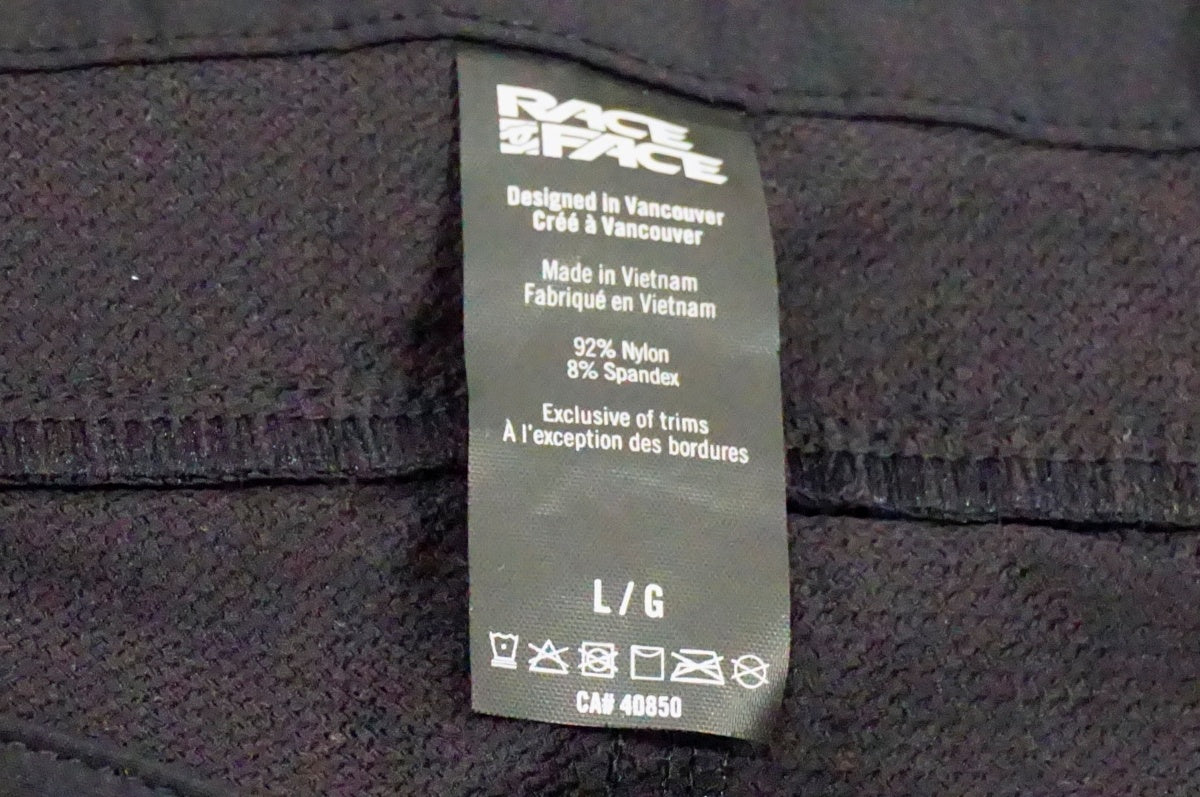 RACE
FACE
Designed in Vancouver
Créé à Vancouver
Made in Vietnam
Fabriqué en Vietnam
92% Nylon
8% Spandex
Exclusive of trims
À l'exception des bordures
L / G
CA# 40850